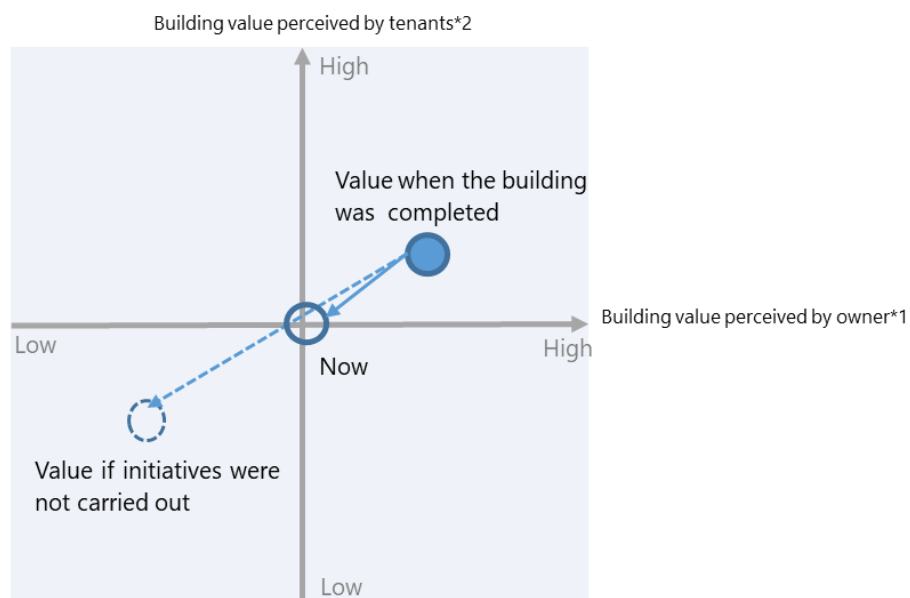 Building value perceived by tenants*2
High
Value when the building
was completed
Building value perceived by owner*1
Low
High
Now
Value if initiatives were
not carried out
Low